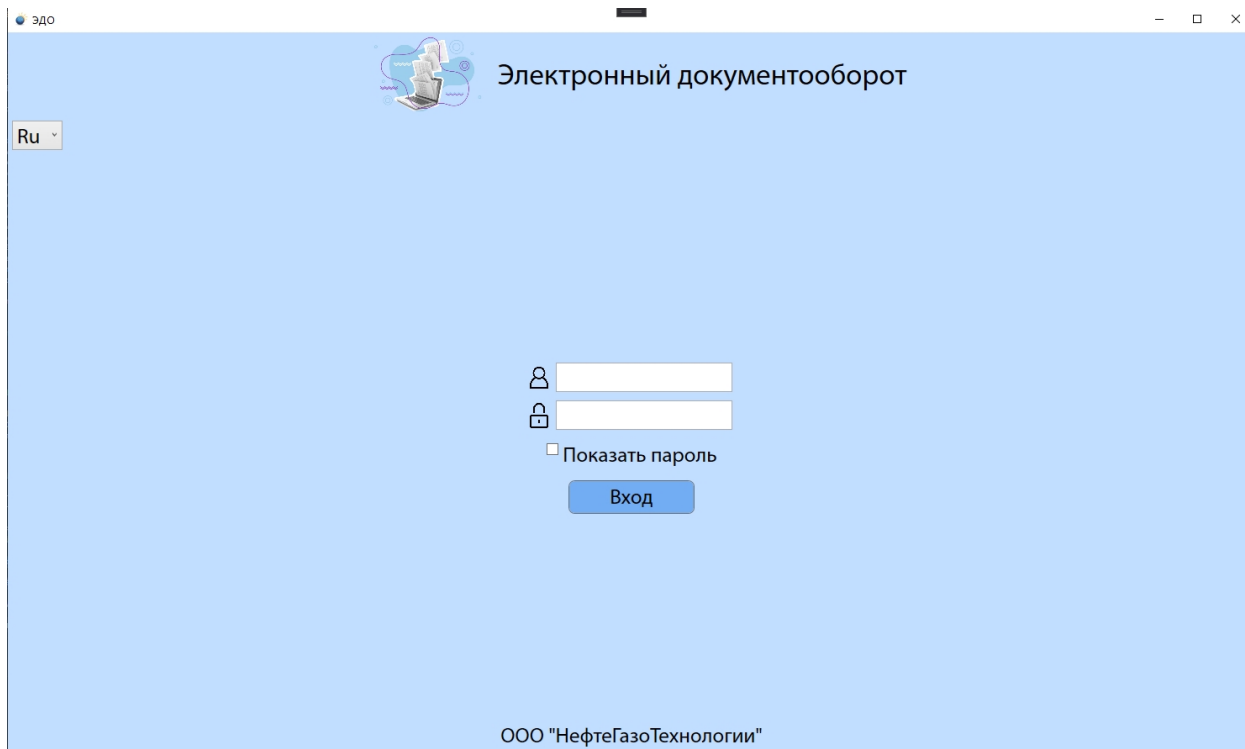 ЭДО
Электронный документооборот
Ru
Показать пароль
Вход
ООО "НефтеГазоТехнологии"